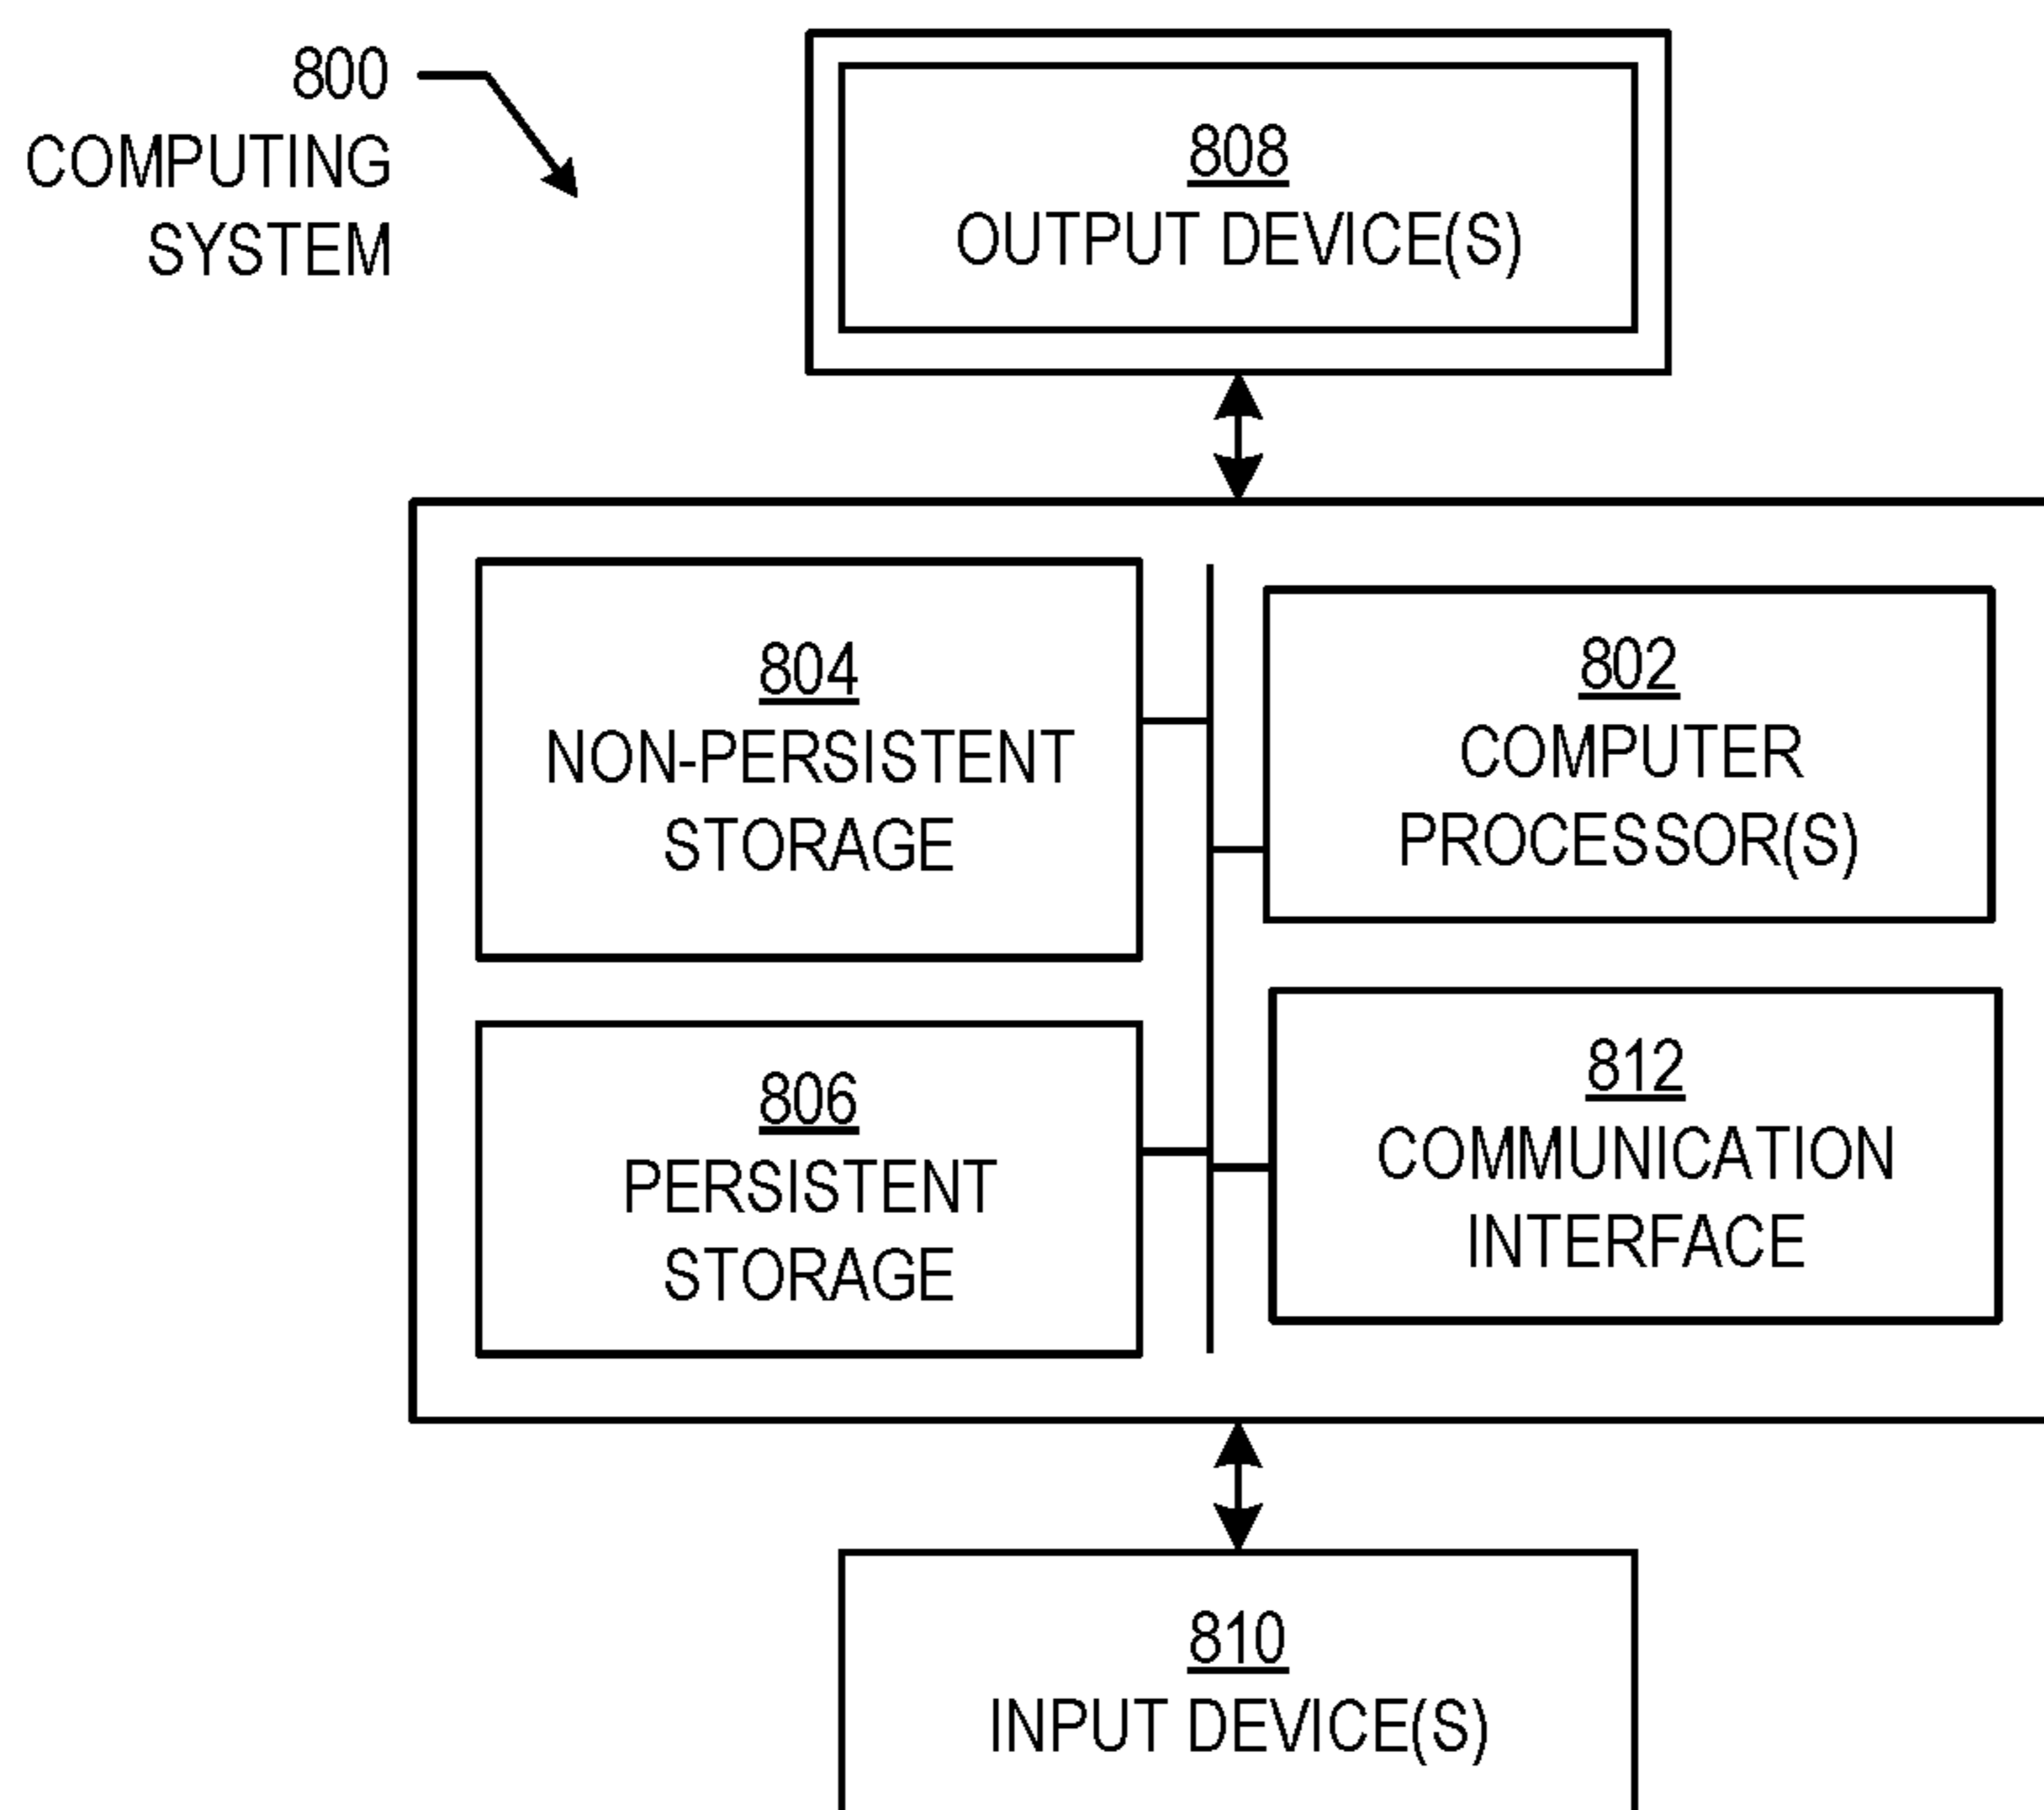 800
COMPUTING
SYSTEM
808
OUTPUT DEVICE(S)
804
NON-PERSISTENT
STORAGE
802
COMPUTER
PROCESSOR(S)
806
PERSISTENT
STORAGE
812
COMMUNICATION
INTERFACE
810
INPUT DEVICE(S)